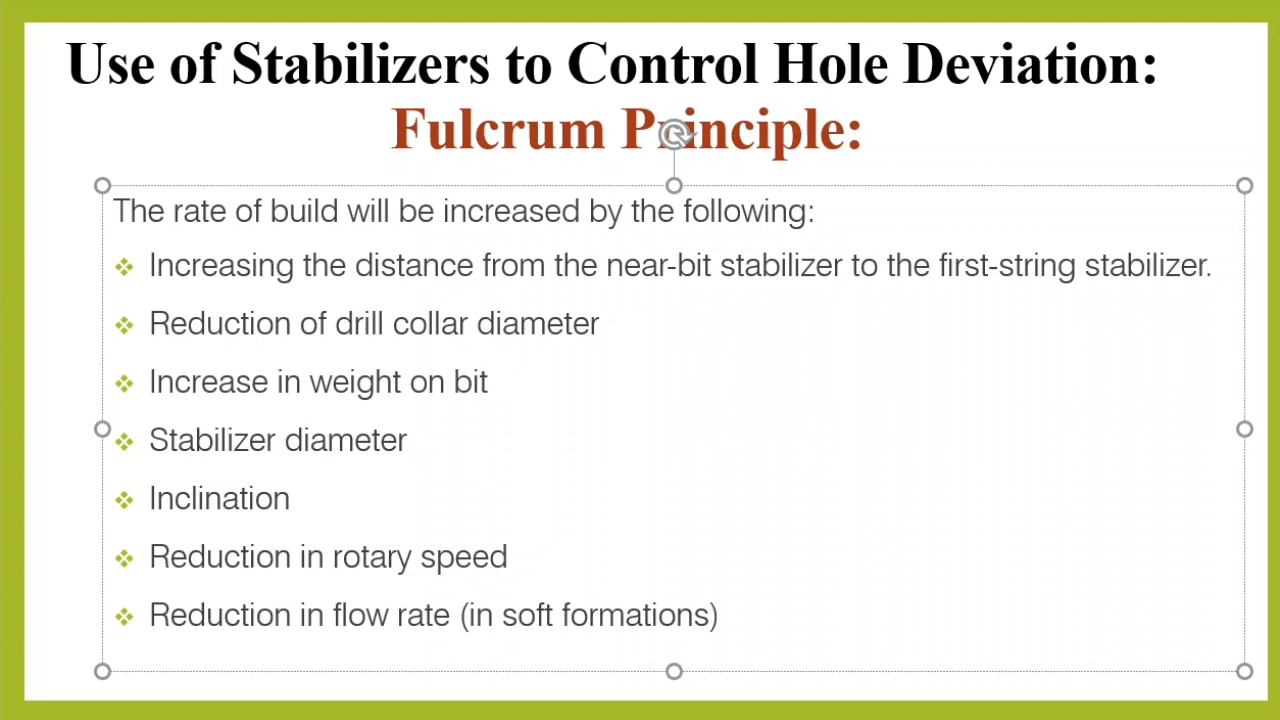 Use of Stabilizers to Control Hole Deviation:
Fulcrum Principle:
The rate of build will be increased by the following:
Increasing the distance from the near-bit stabilizer to the first-string stabilizer.
Reduction of drill collar diameter
Increase in weight on bit
Stabilizer diameter
Inclination
Reduction in rotary speed
Reduction in flow rate (in soft formations)